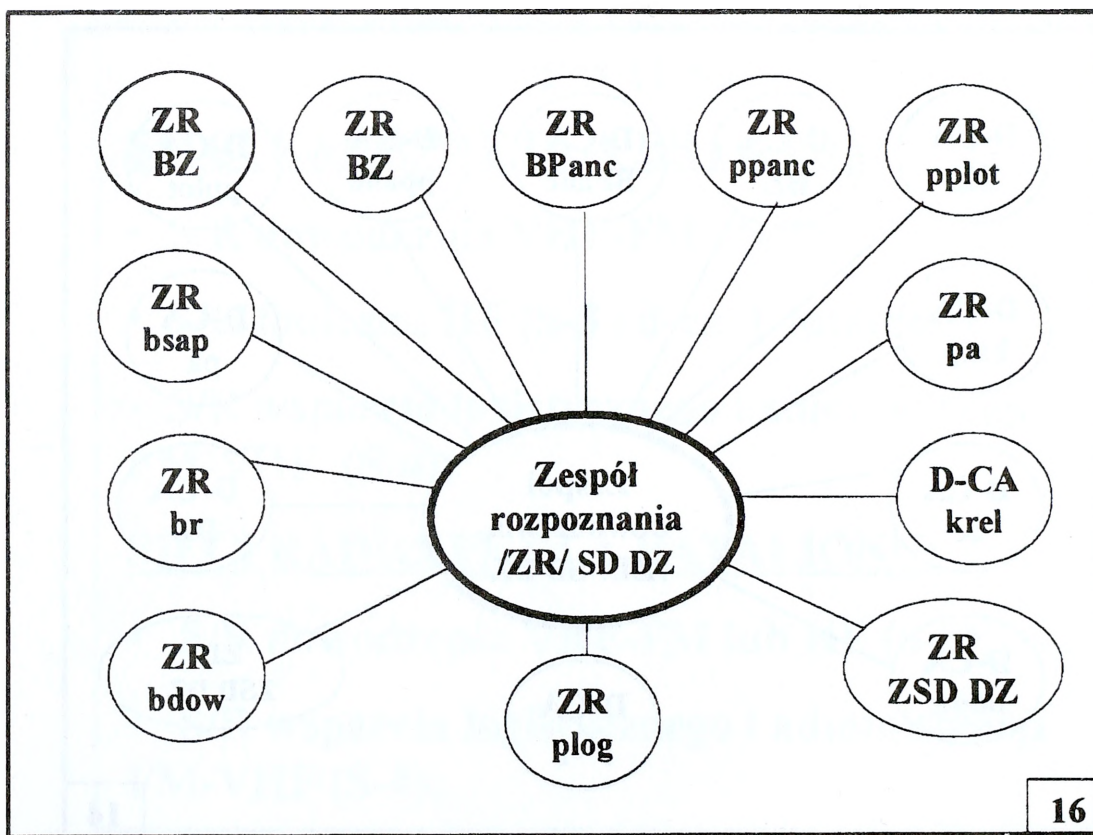 ZR
BZ
ZR
BZ
ZR
BPanc
ZR
ppanc
ZR
pplot
ZR
bsap
ZR
pa
ZR
br
Zespół
rozpoznania
/ZR/ SD DZ
D-CA
krel
ZR
bdow
ZR
plog
ZR
ZSD DZ
16